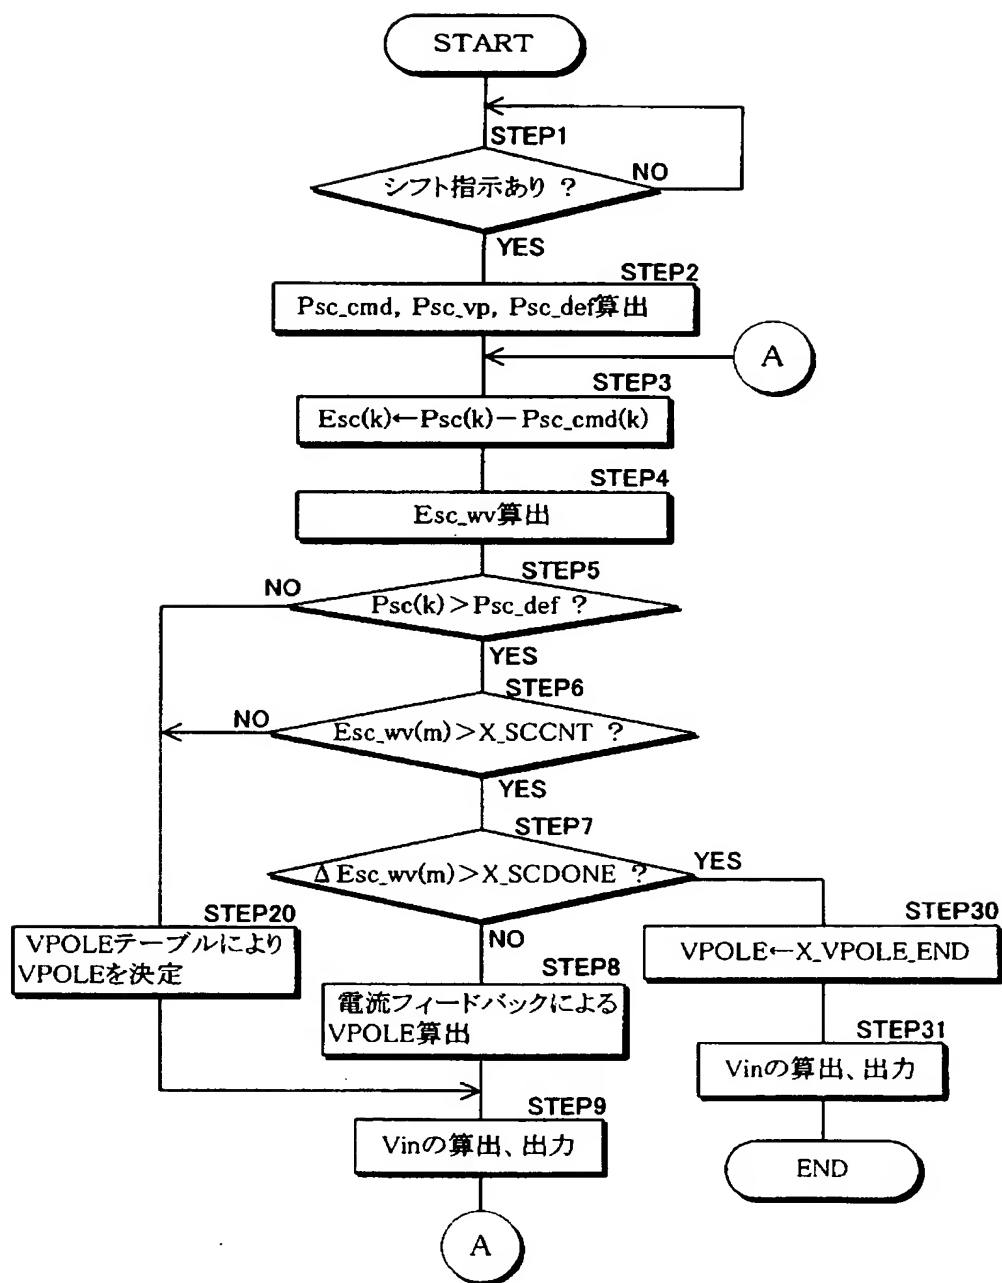 START
STEP1
シフト指示あり ?
NO
YES
STEP2
Psc_cmd, Psc_vp, Psc_def算出
A
STEP3
Esc(k)←Psc(k)−Psc_cmd(k)
STEP4
Esc_wv算出
STEP5
NO
Psc(k)>Psc_def ?
YES
STEP6
NO
Esc_wv(m)>X_SCCNT ?
YES
STEP7
ΔEsc_wv(m)>X_SCDONE ?
YES
NO
STEP20
VPOLEテーブルにより
VPOLEを決定
STEP30
VPOLE←X_VPOLE_END
STEP8
電流フィードバックによる
VPOLE算出
STEP31
Vinの算出、出力
STEP9
Vinの算出、出力
END
A